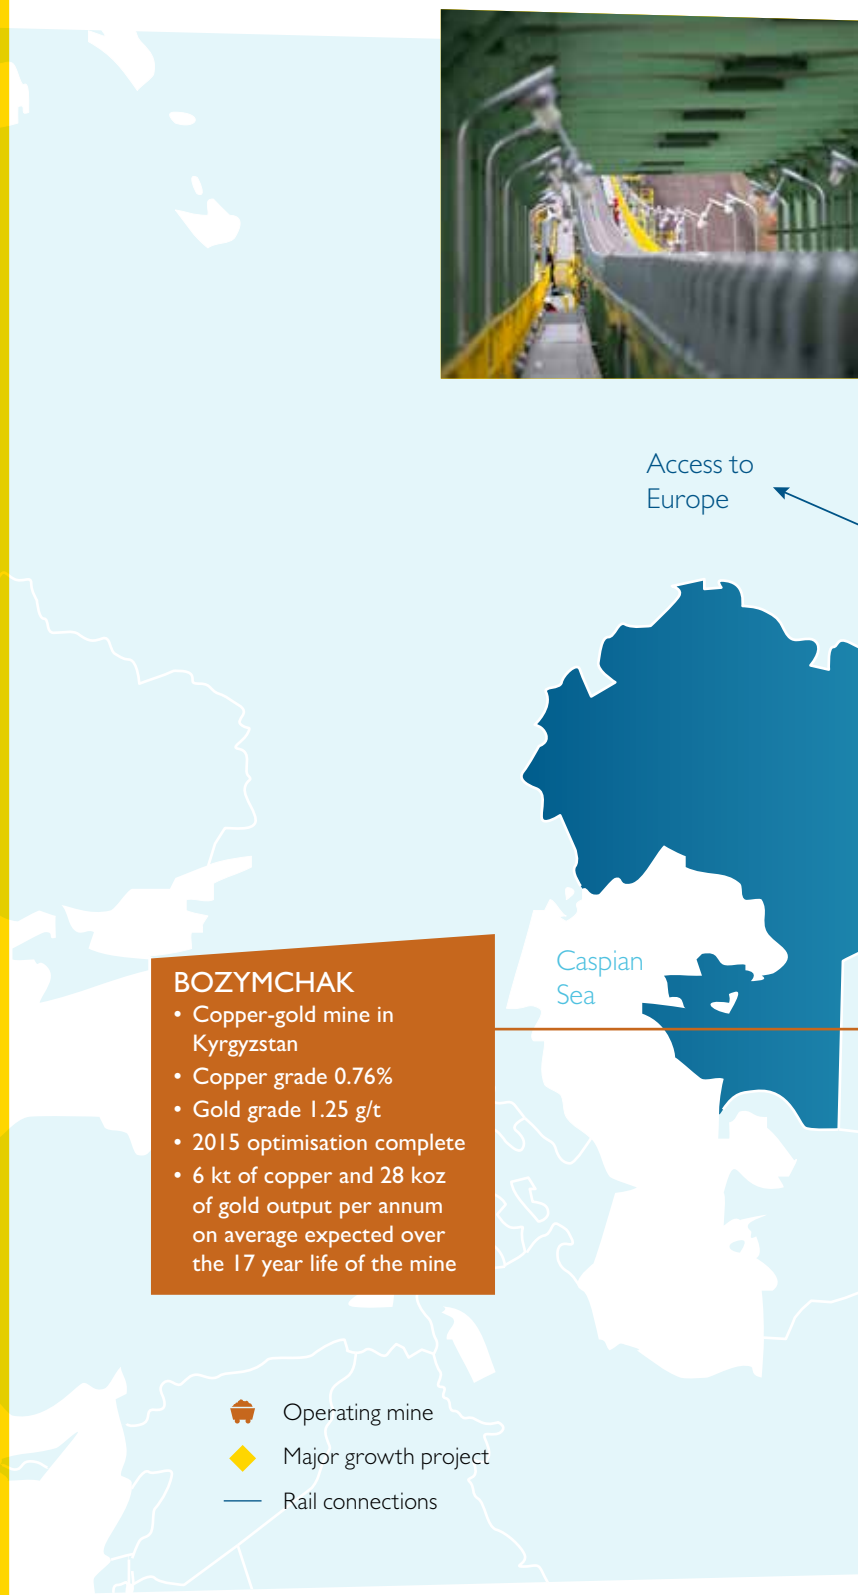 Access to
Europe
Caspian
Sea
BOZYMCHAK
• Copper-gold mine in
Kyrgyzstan
• Copper grade 0.76%
• Gold grade 1.25 g/t
• 2015 optimisation complete
• 6 kt of copper and 28 koz
of gold output per annum
on average expected over
the 17 year life of the mine
Operating mine
Major growth project
Rail connections